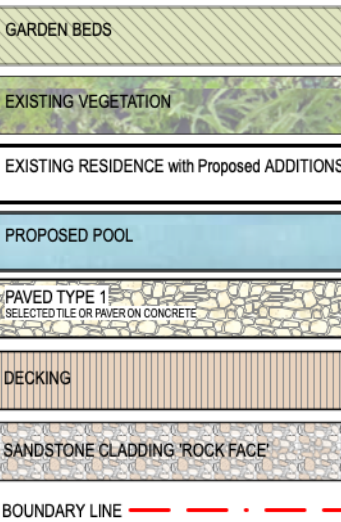 GARDEN BEDS
EXISTING VEGETATION
EXISTING RESIDENCE with Proposed ADDITIONS
PROPOSED POOL
PAVED TYPE 1
SELECTED TILE OR PAVER ON CONCRETE
DECKING
SANDSTONE CLADDING 'ROCK FACE'
BOUNDARY LINE